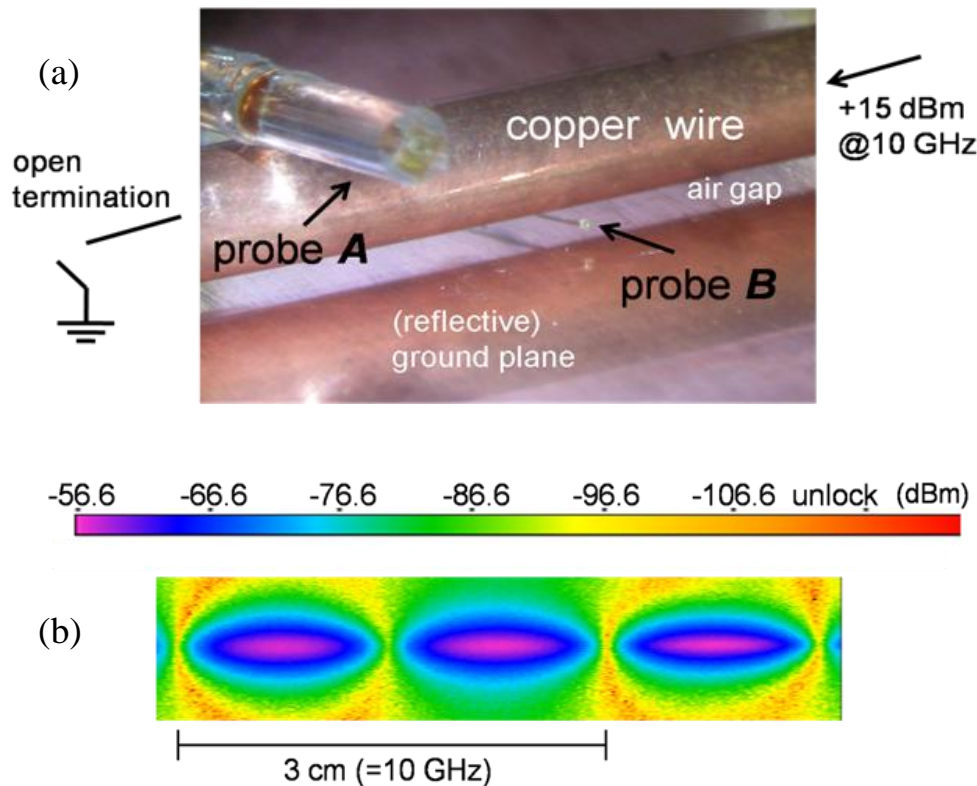 (a)
open
termination
copper wire
+15 dBm
@10 GHz
air gap
probe A
probe B
(reflective)
ground plane
-56.6 -66.6 -76.6 -86.6 -96.6 -106.6 unlock (dBm)
(b)
3 cm (=10 GHz)